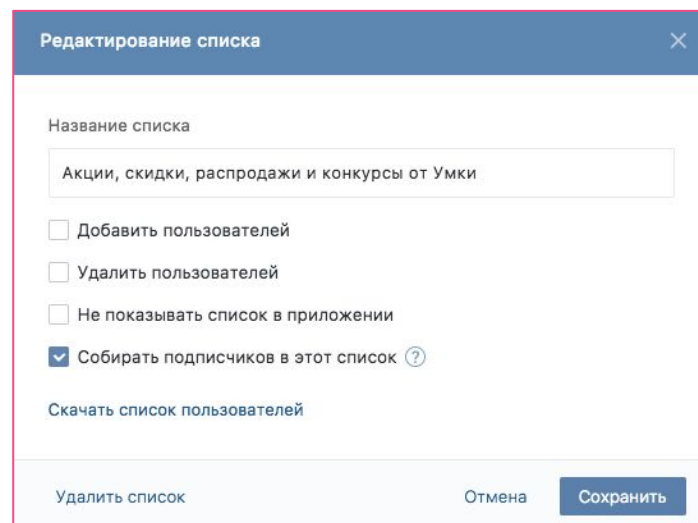 Редактирование списка
Название списка
Акции, скидки, распродажи и конкурсы от Умки
Добавить пользователей
Удалить пользователей
Не показывать список в приложении
Собирать подписчиков в этот список ?
Скачать список пользователей
Удалить список Отмена Сохранить